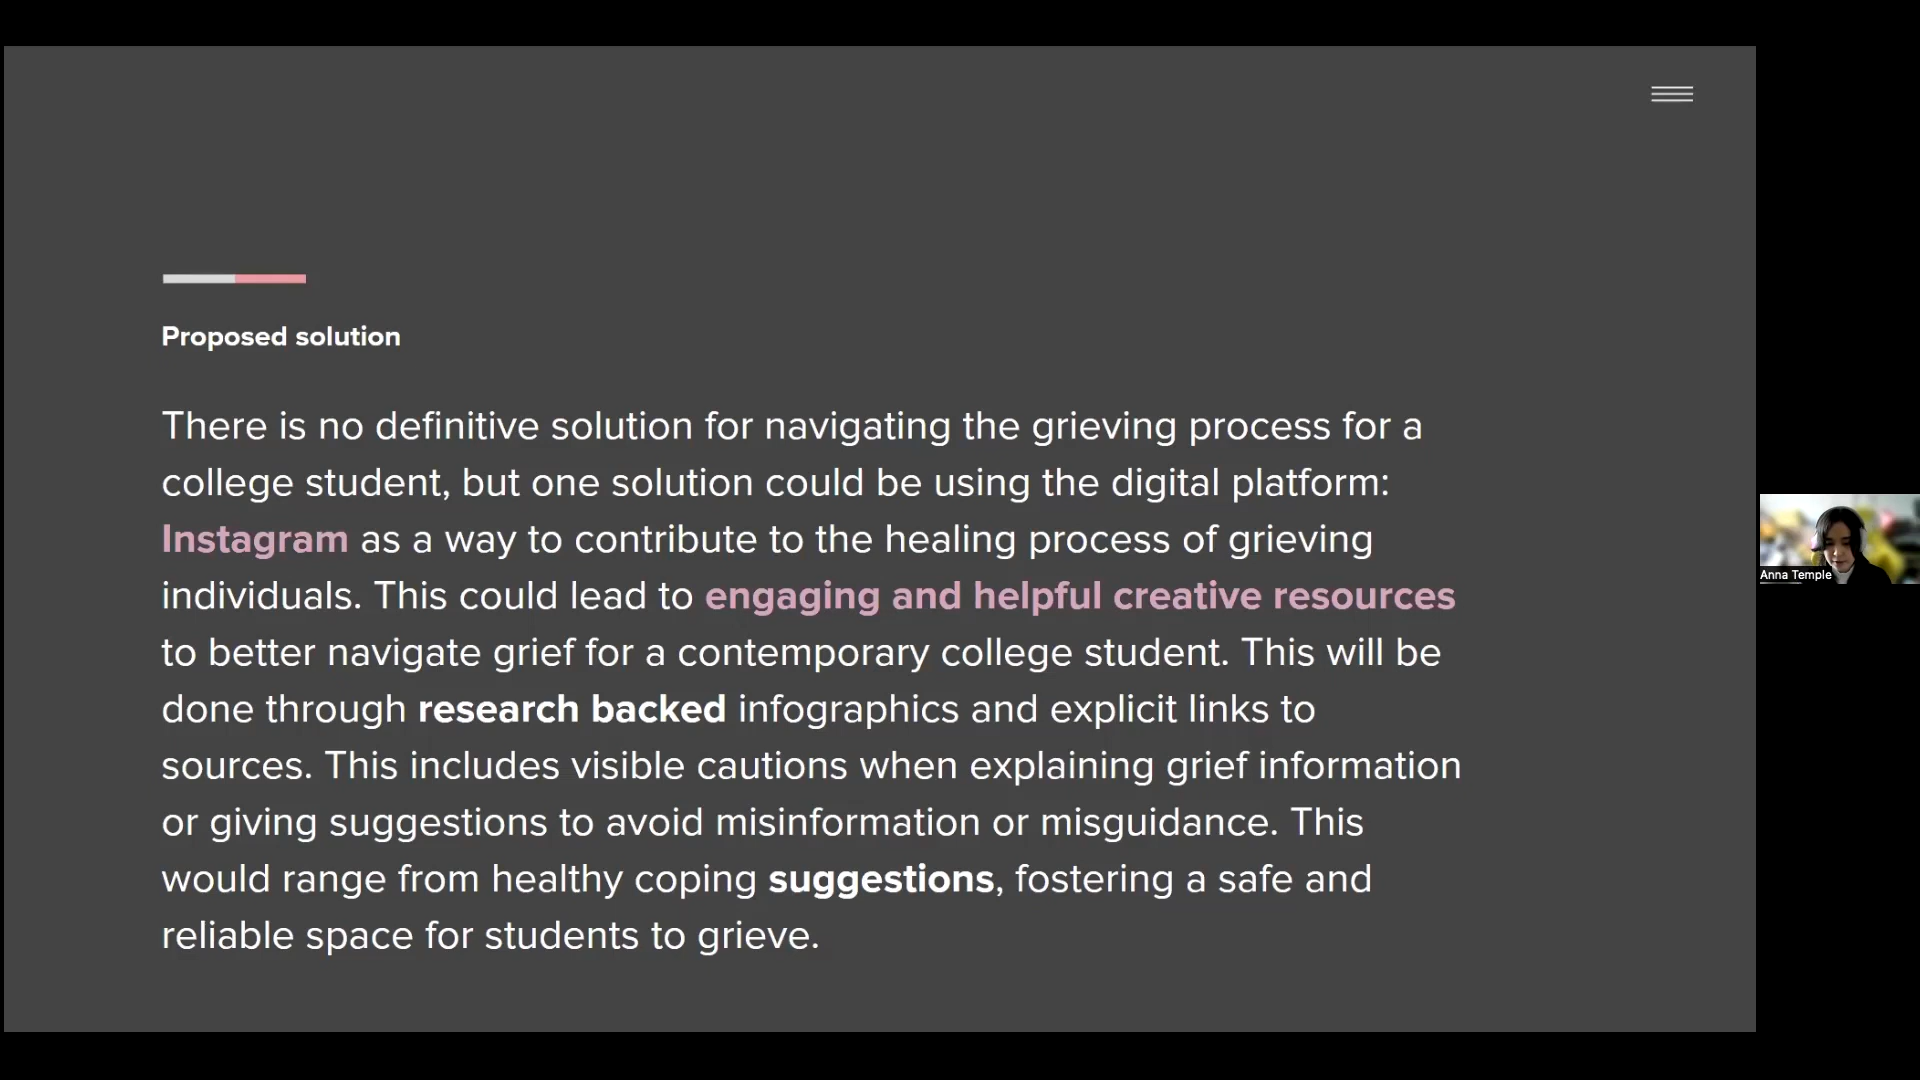 Proposed solution
There is no definitive solution for navigating the grieving process for a
college student, but one solution could be using the digital platform:
Instagram as a way to contribute to the healing process of grieving
individuals. This could lead to engaging and helpful creative resources
to better navigate grief for a contemporary college student. This will be
done through research backed infographics and explicit links to
sources. This includes visible cautions when explaining grief information
or giving suggestions to avoid misinformation or misguidance. This
would range from healthy coping suggestions, fostering a safe and
reliable space for students to grieve.
Anna Temple